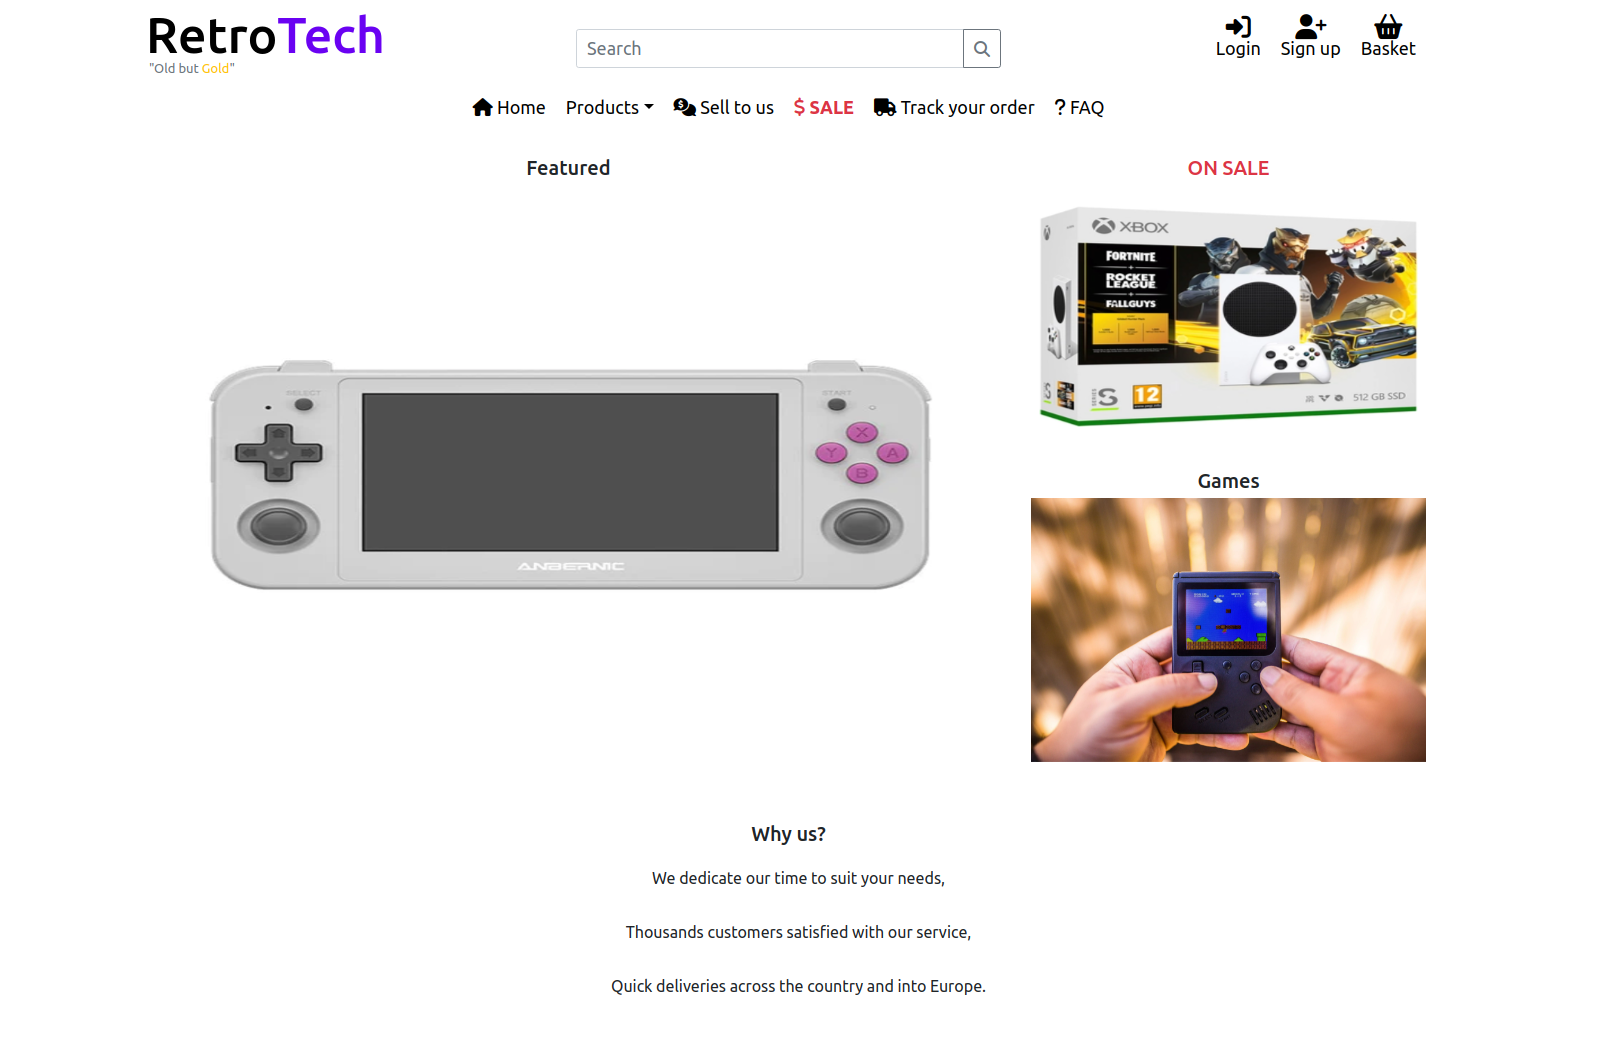 RetroTech
"Old but Gold"
Search
Login
Sign up
Basket
Home
Products
Sell to us
$ SALE
Track your order
? FAQ
Featured
ON SALE
SELECT
START
X
Y
A
B
ANBERNIC
XBOX
FORTNITE
+
ROCKET
LEAGUE
+
FALLGUYS
SERIES
S
12
512 GB SSD
S
Games
Why us?
We dedicate our time to suit your needs,
Thousands customers satisfied with our service,
Quick deliveries across the country and into Europe.